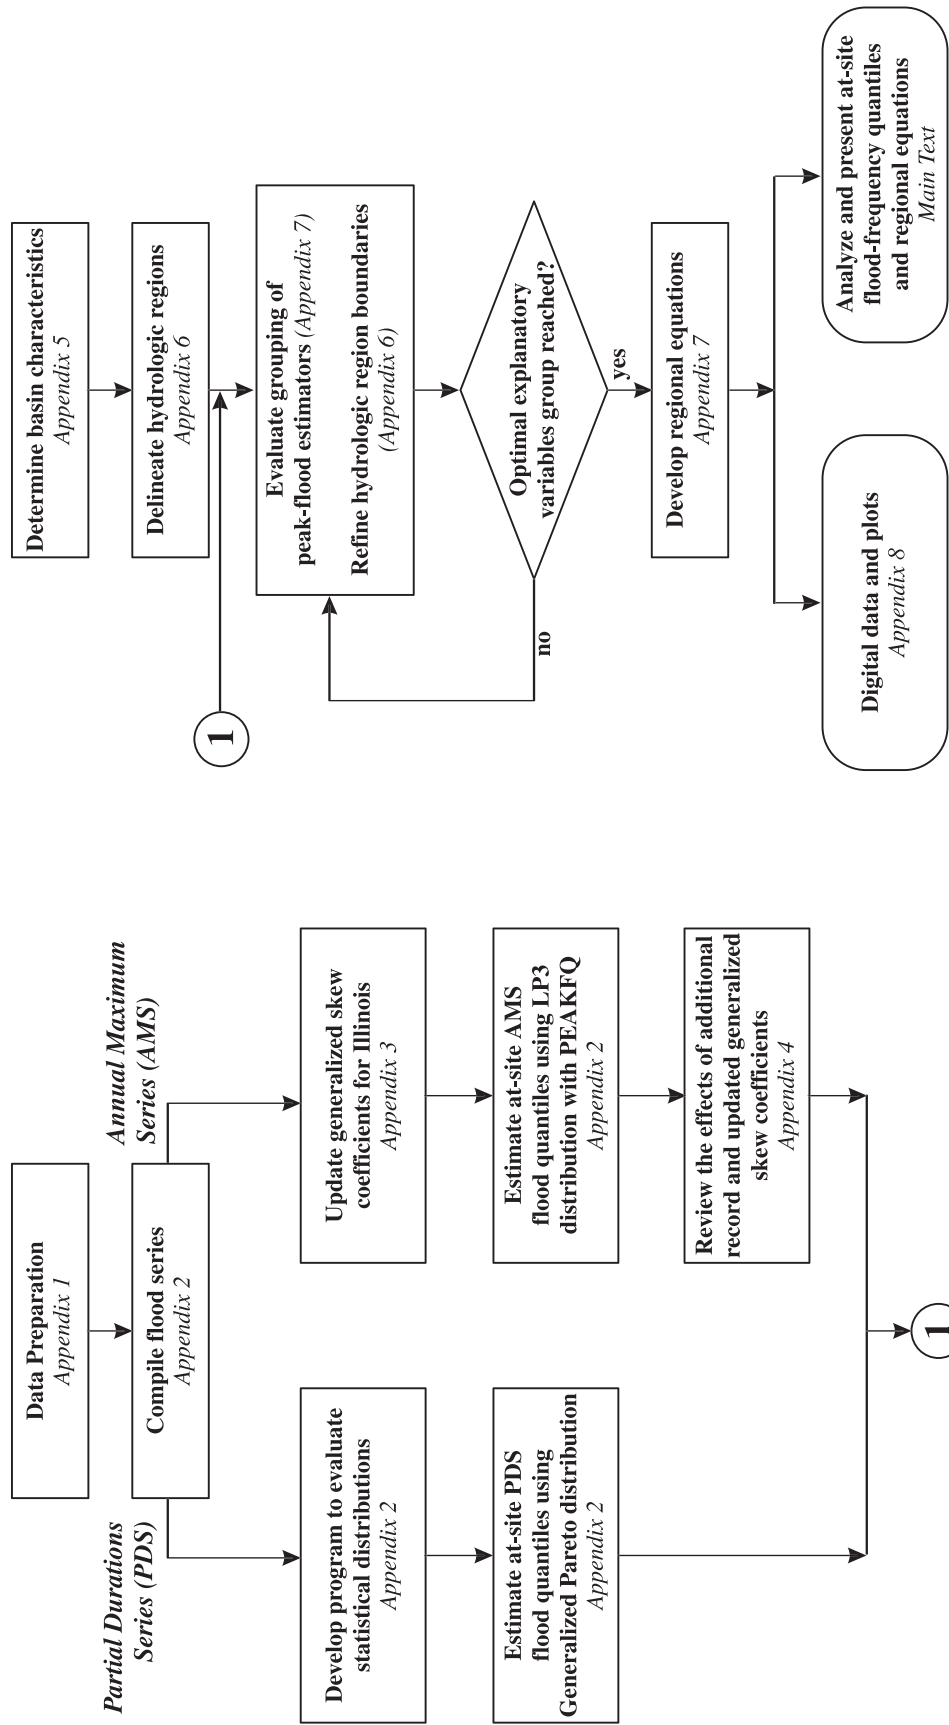 Data Preparation
Appendix 1
Compile flood series
Appendix 2
Partial Durations
Series (PDS)
Annual Maximum
Series (AMS)
Develop program to evaluate
statistical distributions
Appendix 2
Estimate at-site PDS
flood quantiles using
Generalized Pareto distribution
Appendix 2
Update generalized skew
coefficients for Illinois
Appendix 3
Estimate at-site AMS
flood quantiles using LP3
distribution with PEAKFQ
Appendix 2
Review the effects of additional
record and updated generalized
skew coefficients
Appendix 4
1
Determine basin characteristics
Appendix 5
Delineate hydrologic regions
Appendix 6
1
Evaluate grouping of
peak-flood estimators (Appendix 7)
Refine hydrologic region boundaries
(Appendix 6)
Optimal explanatory
variables group reached?
no
yes
Develop regional equations
Appendix 7
Digital data and plots
Appendix 8
Analyze and present at-site
flood-frequency quantiles
and regional equations
Main Text